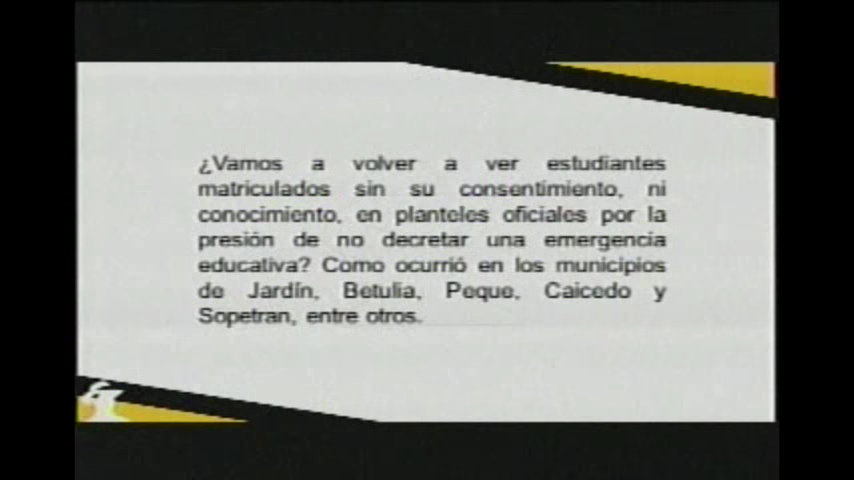 ¿Vamos a volver a ver estudiantes
matriculados sin su consentimiento, ni
conocimiento, en planteles oficiales por la
presión de no decretar una emergencia
educativa? Como ocurrió en los municipios
de Jardín, Betulia, Peque, Caicedo y
Sopetran, entre otros.